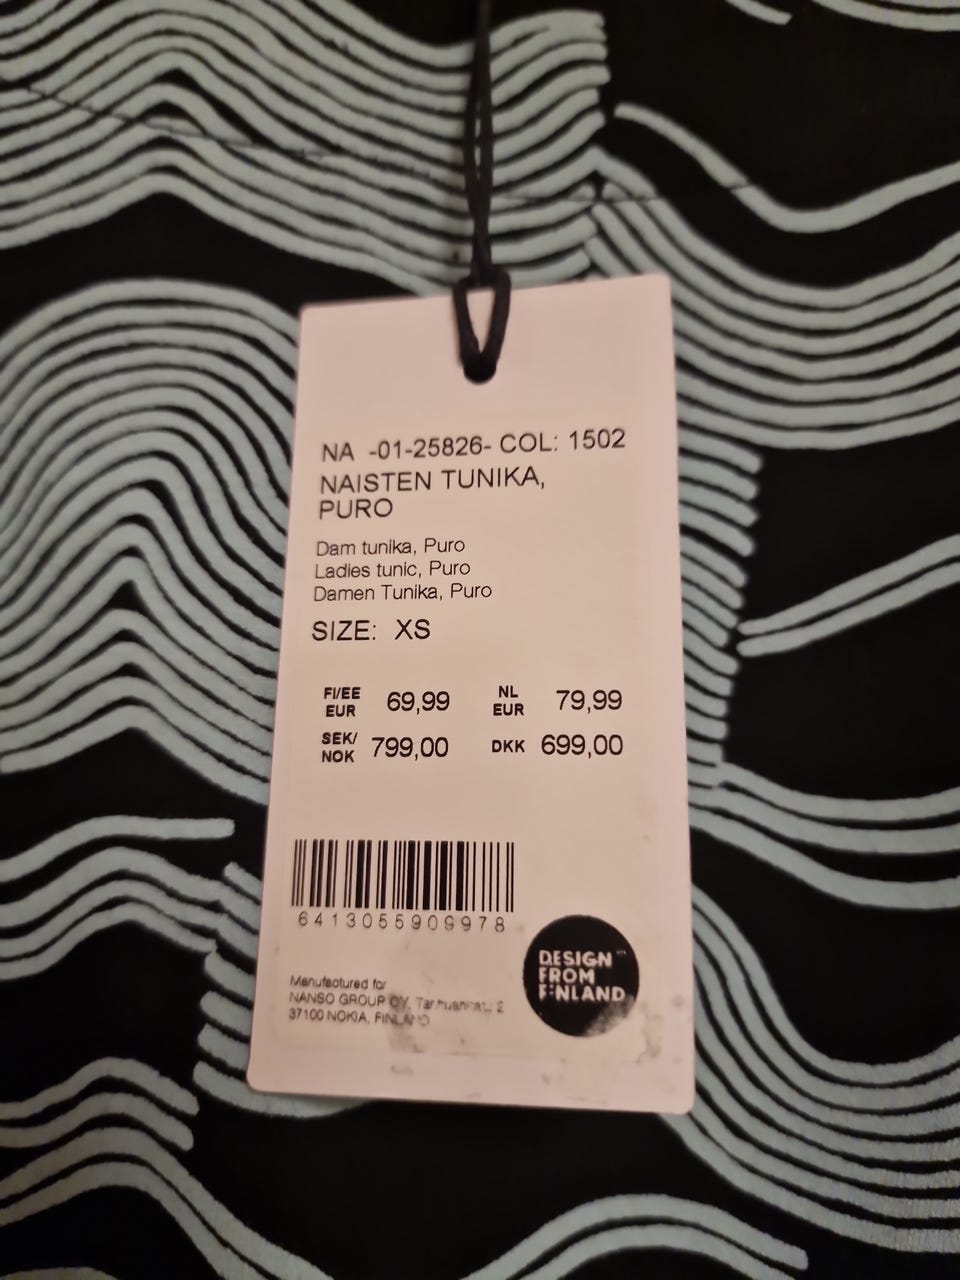 NA -01-25826- COL: 1502
NAISTEN TUNIKA,
PURO
Dam tunika, Puro
Ladies tunic, Puro
Damen Tunika, Puro
SIZE: XS
FI/EE EUR 69,99 NL EUR 79,99
SEK/NOK 799,00 DKK 699,00
6413055909978
DESIGN
FROM
FINLAND
Manufactured for
NANSO GROUP OY, 2
37100 NOKIA, FINLAND